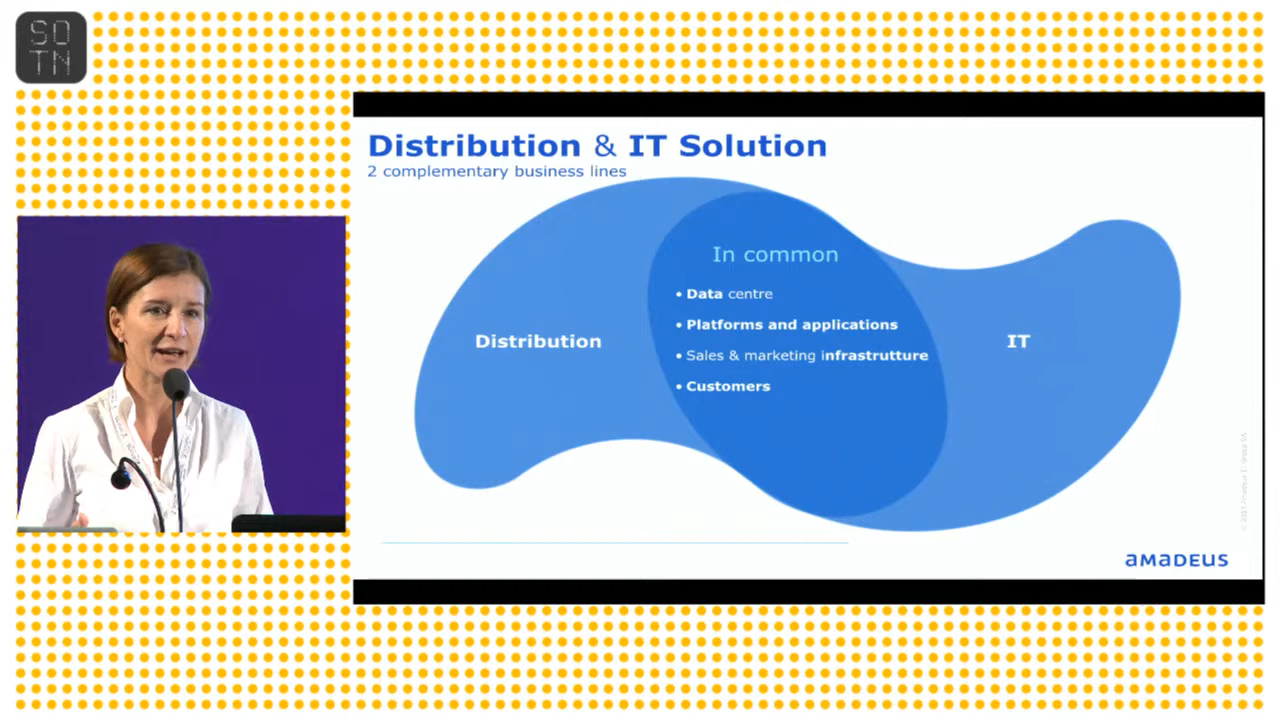 SO
TN
Distribution & IT Solution
2 complementary business lines
In common
• Data centre
• Platforms and applications
• Sales & marketing infrastrutture
• Customers
Distribution
IT
amadeus